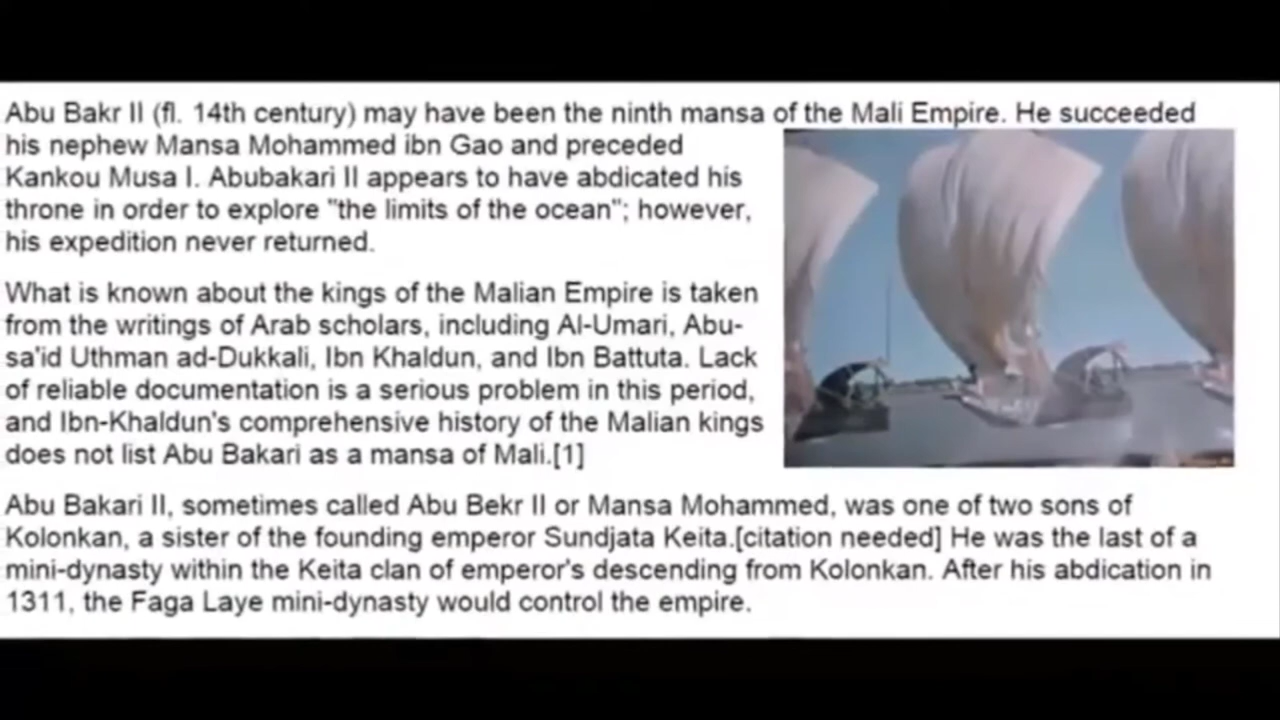 Abu Bakr II (fl. 14th century) may have been the ninth mansa of the Mali Empire. He succeeded
his nephew Mansa Mohammed ibn Gao and preceded
Kankou Musa I. Abubakari II appears to have abdicated his
throne in order to explore "the limits of the ocean"; however,
his expedition never returned.
What is known about the kings of the Malian Empire is taken
from the writings of Arab scholars, including Al-Umari, Abu-
sa'id Uthman ad-Dukkali, Ibn Khaldun, and Ibn Battuta. Lack
of reliable documentation is a serious problem in this period,
and Ibn-Khaldun's comprehensive history of the Malian kings
does not list Abu Bakari as a mansa of Mali.[1]
Abu Bakari II, sometimes called Abu Bekr II or Mansa Mohammed, was one of two sons of
Kolonkan, a sister of the founding emperor Sundjata Keita.[citation needed] He was the last of a
mini-dynasty within the Keita clan of emperor's descending from Kolonkan. After his abdication in
1311, the Faga Laye mini-dynasty would control the empire.